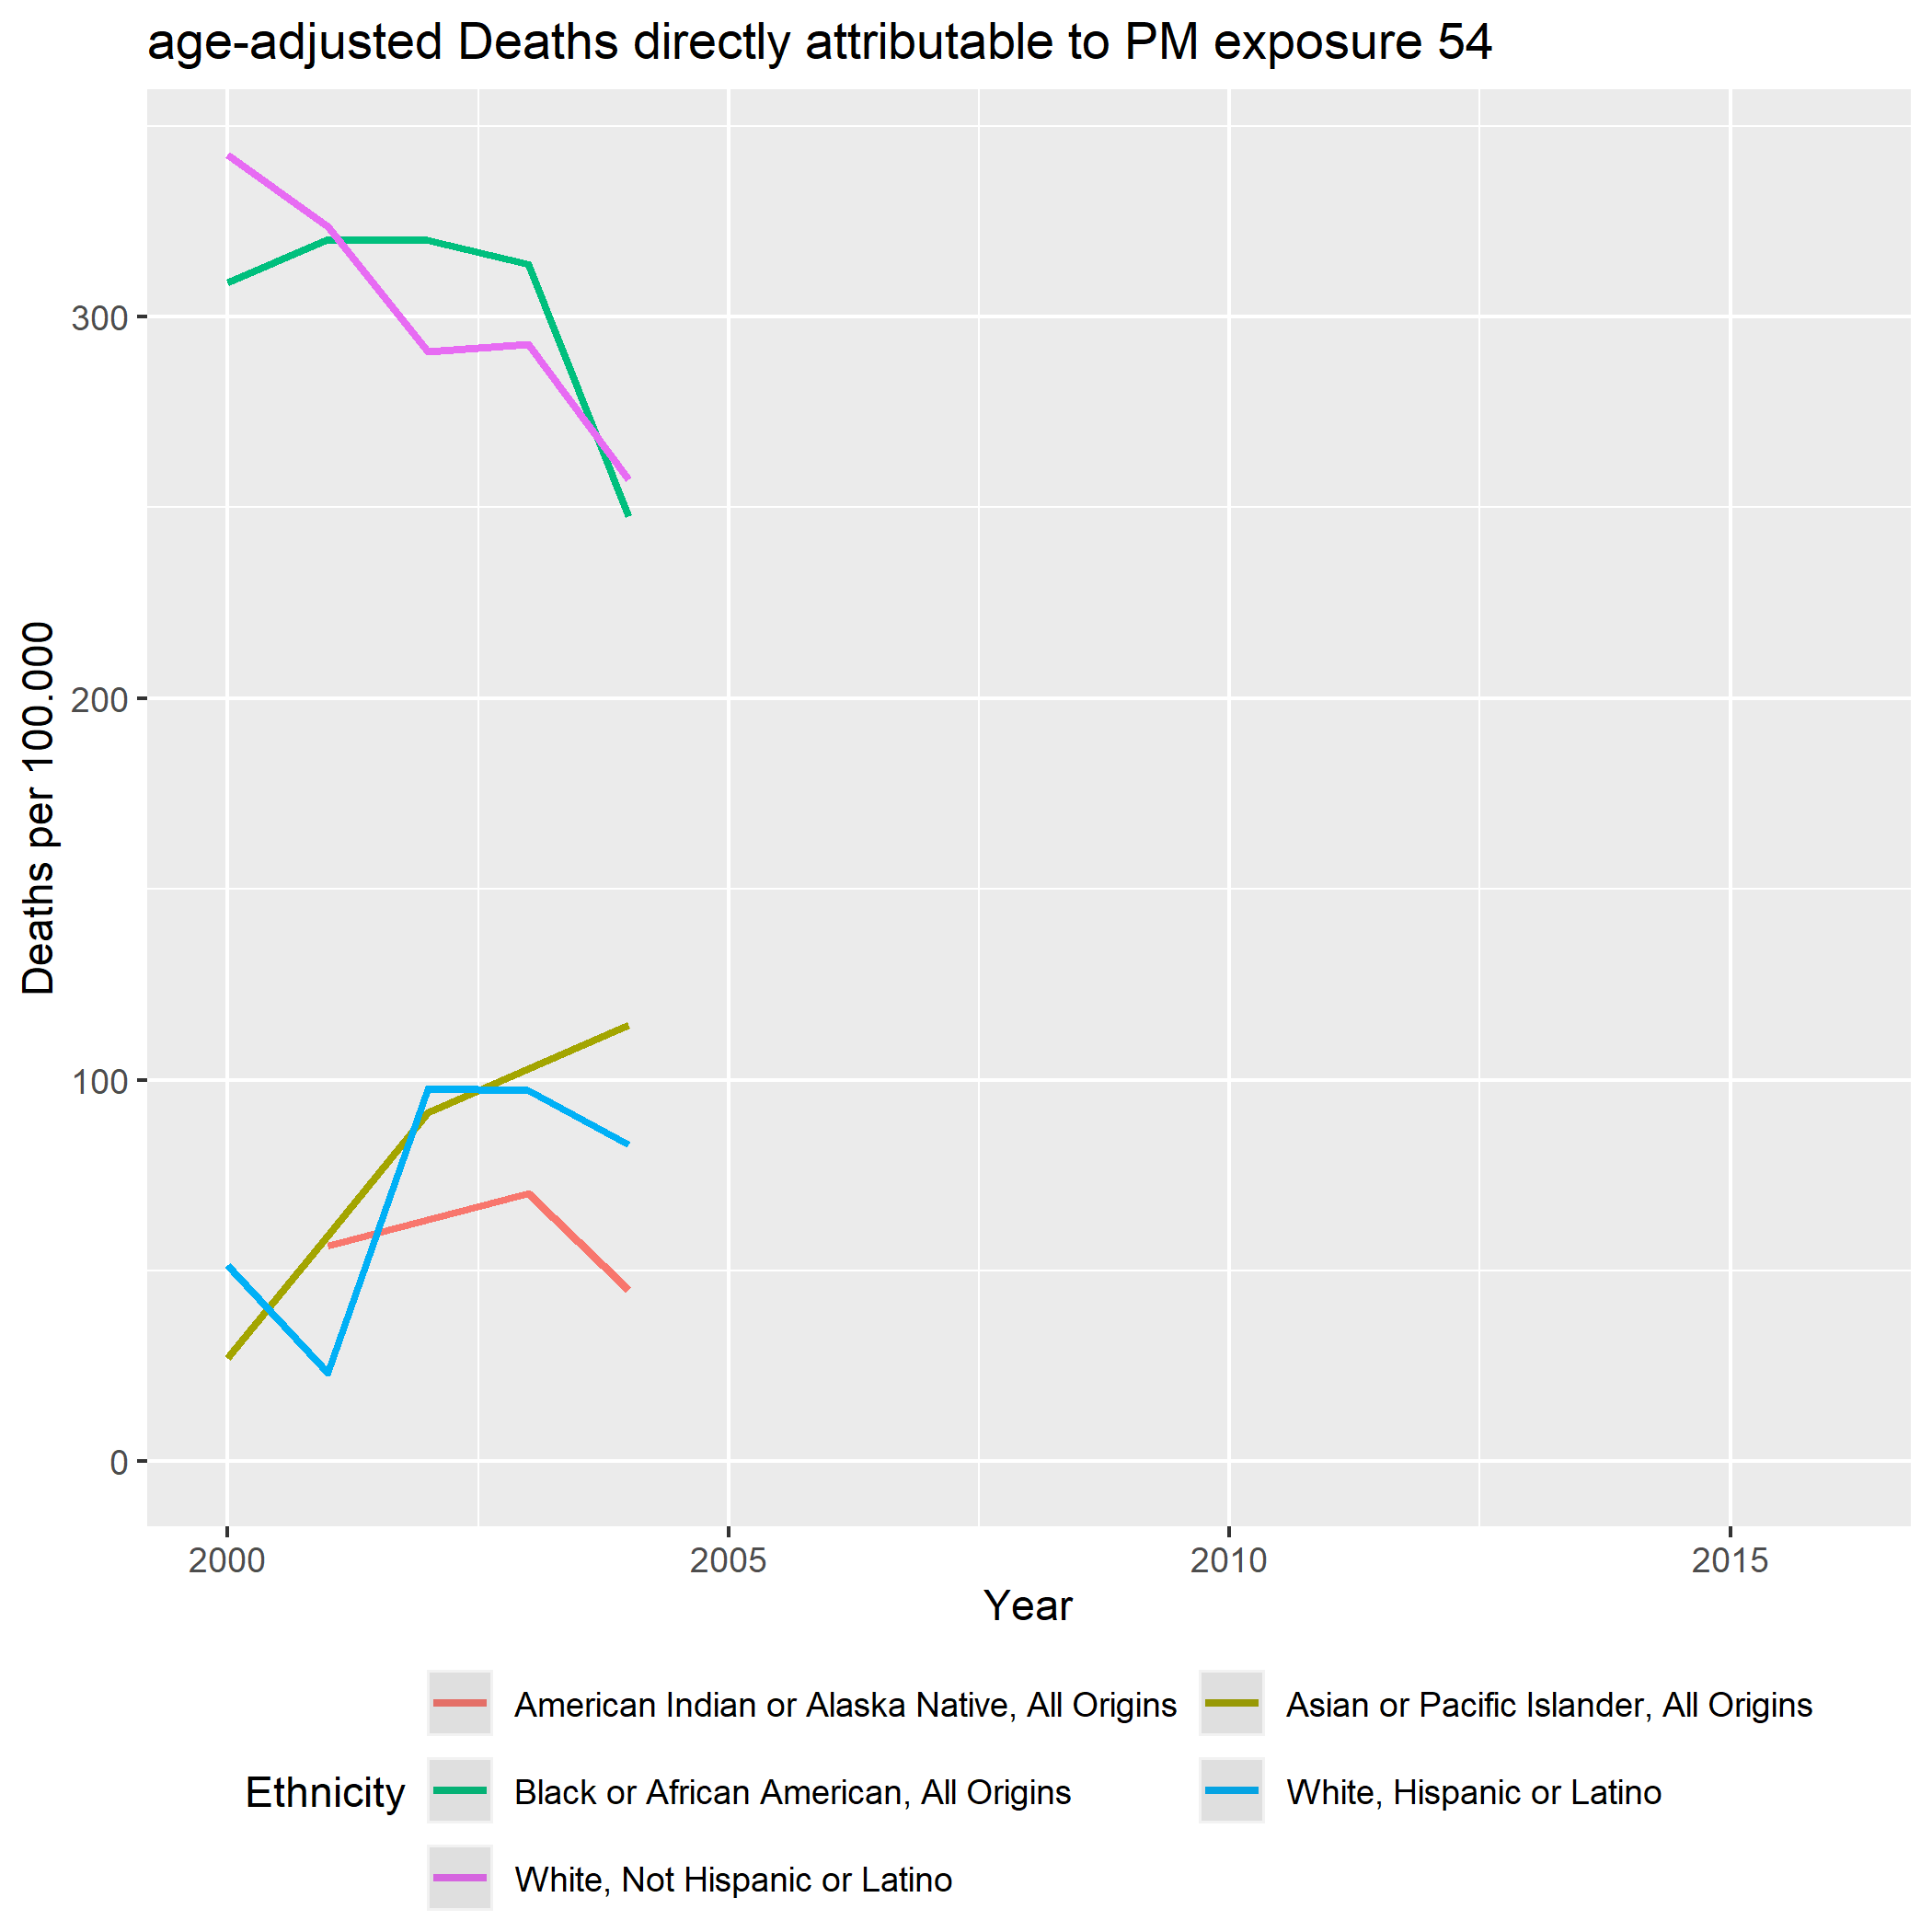 age-adjusted Deaths directly attributable to PM exposure 54
Deaths per 100.000
300
200
100
0
2000 2005 2010 2015
Year
Ethnicity
American Indian or Alaska Native, All Origins
Asian or Pacific Islander, All Origins
Black or African American, All Origins
White, Hispanic or Latino
White, Not Hispanic or Latino